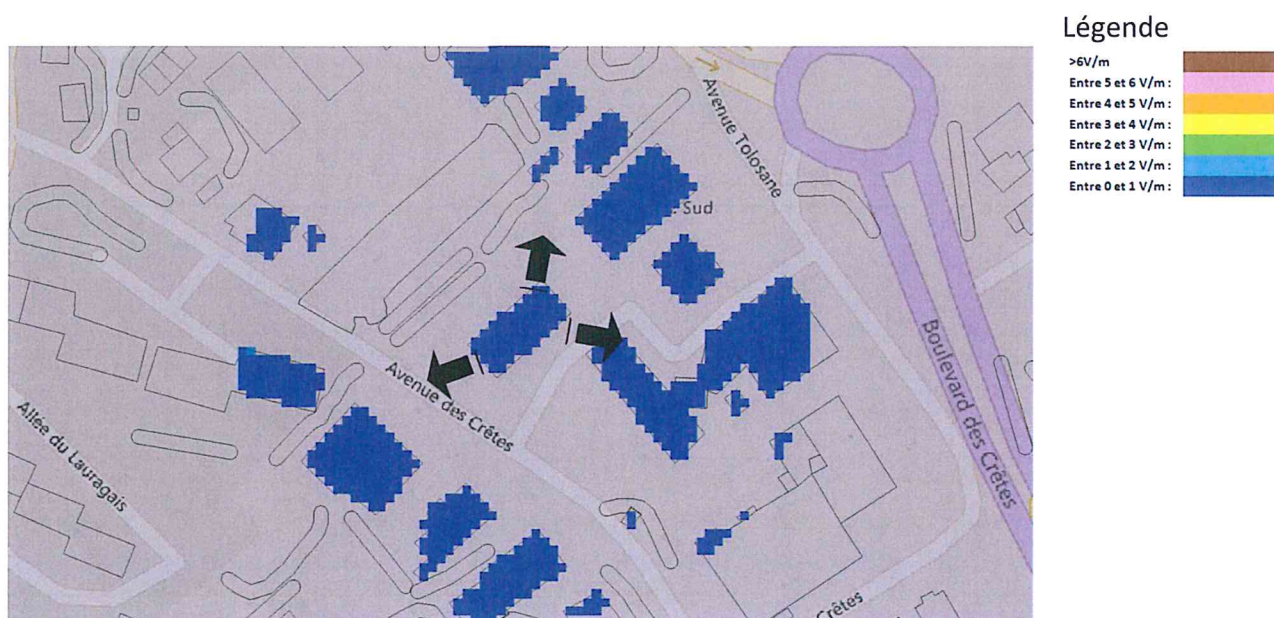 Légende
>6V/m
Entre 5 et 6 V/m :
Entre 4 et 5 V/m :
Entre 3 et 4 V/m :
Entre 2 et 3 V/m :
Entre 1 et 2 V/m :
Entre 0 et 1 V/m :
Avenue Tolosane
Sud
Boulevard des Crêtes
Avenue des Crêtes
Allée du Lauragais
Crêtes